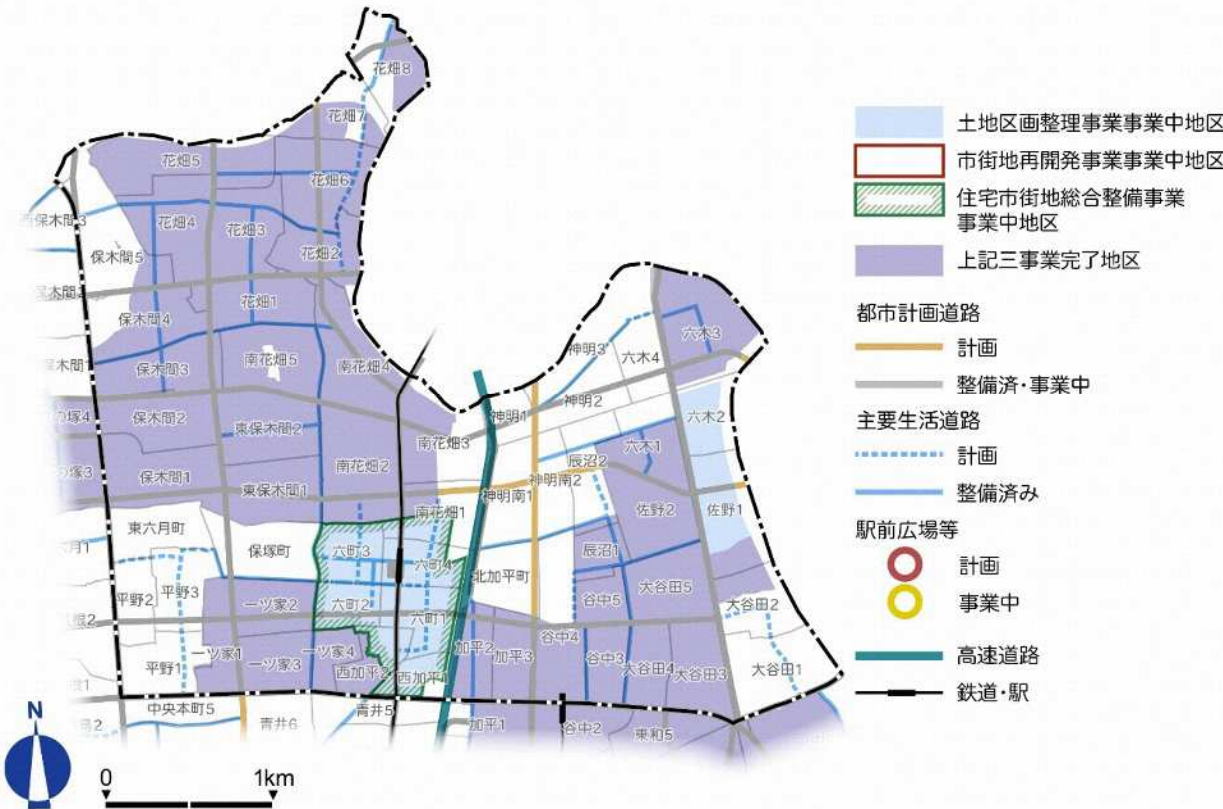 花畑8
花畑7
花畑5
花畑6
西保木間3
花畑4
花畑3
花畑2
保木間5
保木間2
花畑1
保木間4
保木間1
保木間3
南花畑5
南花畑4
神明3
六木4
六木3
保木間2
東保木間2
南花畑3
神明1
神明2
六木2
六木1
辰沼2
保木間1
東保木間1
南花畑2
神明南1
神明南2
佐野2
佐野1
南花畑1
東六月町
保塚町
六町3
六町4
北加平町
辰沼1
大谷田5
平野2
平野3
一ツ家2
六町2
六町1
谷中5
大谷田2
平野1
一ツ家1
一ツ家3
一ツ家4
西加平2
西加平1
加平2
加平3
谷中4
谷中3
大谷田4
大谷田3
大谷田1
中央本町5
青井6
青井5
加平1
谷中2
東和5
N
0
1km
土地区画整理事業事業中地区
市街地再開発事業事業中地区
住宅市街地総合整備事業
事業中地区
上記三事業完了地区
都市計画道路
計画
整備済・事業中
主要生活道路
計画
整備済み
駅前広場等
計画
事業中
高速道路
鉄道・駅